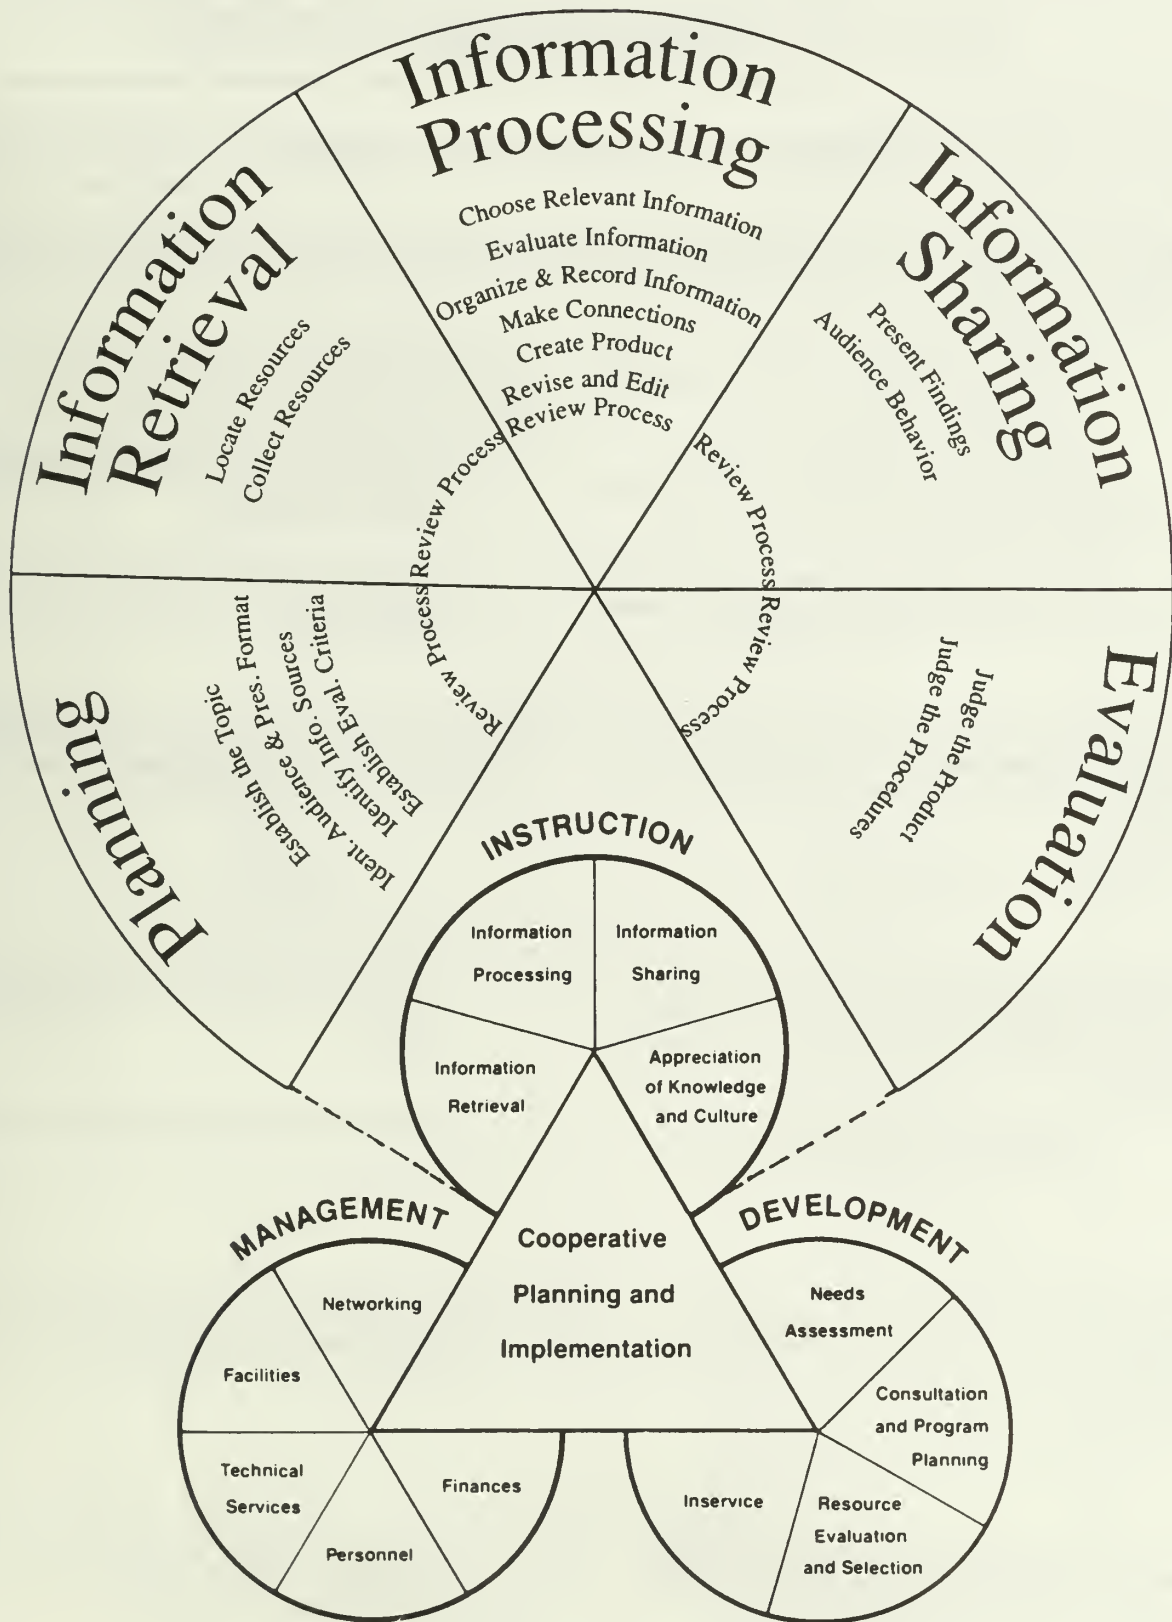 Information
Processing
Choose Relevant Information
Evaluate Information
Organize & Record Information
Make Connections
Create Product
Revise and Edit
Review Process
Information
Retrieval
Locate Resources
Collect Resources
Review Process
Information
Sharing
Present Findings
Audience Behavior
Review Process
Planning
Establish the Topic
Ident. Audience & Pres. Format
Identify Info. Sources
Establish Eval. Criteria
Review Process
Evaluation
Judge the Product
Judge the Procedures
Review Process
INSTRUCTION
Information
Processing
Information
Sharing
Information
Retrieval
Appreciation
of Knowledge
and Culture
Cooperative
Planning and
Implementation
MANAGEMENT
Networking
Facilities
Technical
Services
Personnel
Finances
DEVELOPMENT
Needs
Assessment
Consultation
and Program
Planning
Resource
Evaluation
and Selection
Inservice